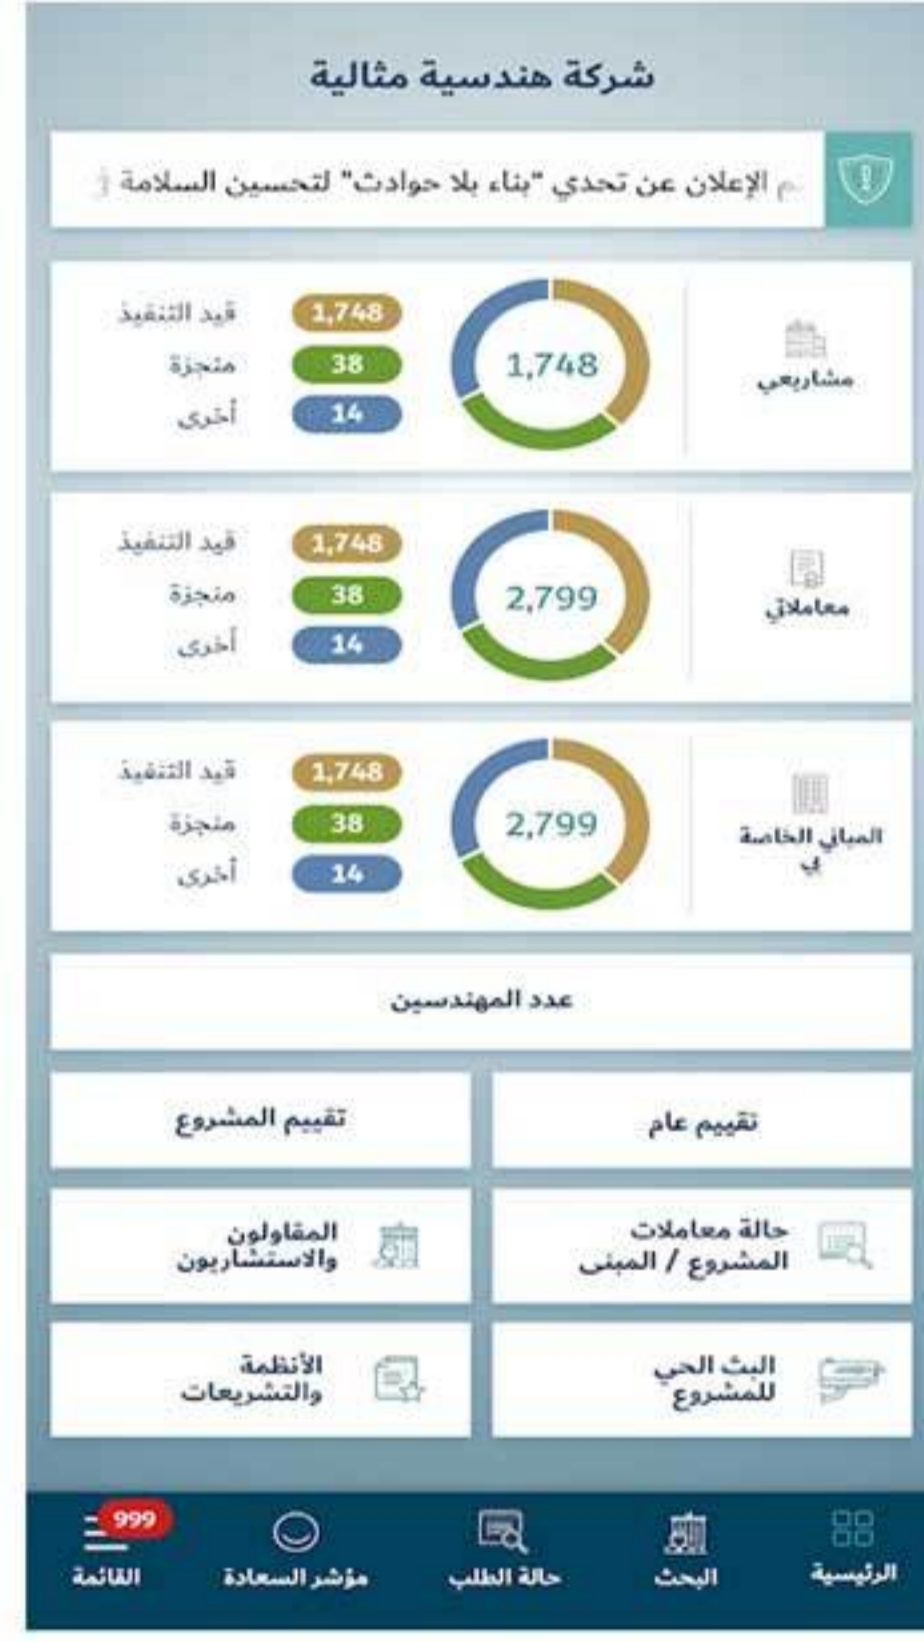 شركة هندسية مثالية
الإعلان عن تحدي "بناء بلا حوادث" لتحسين السلامة
مشاريعي
1,748
1,748 قيد التنفيذ
38 منجزة
14 أخرى
معاملاتي
2,799
1,748 قيد التنفيذ
38 منجزة
14 أخرى
المباني الخاصة
بي
2,799
1,748 قيد التنفيذ
38 منجزة
14 أخرى
عدد المهندسين
تقييم عام
تقييم المشروع
حالة معاملات
المشروع / المبنى
المقاولون
والاستشاريون
البث الحي
للمشروع
الأنظمة
والتشريعات
الرئيسية
البحث
حالة الطلب
مؤشر السعادة
999
القائمة